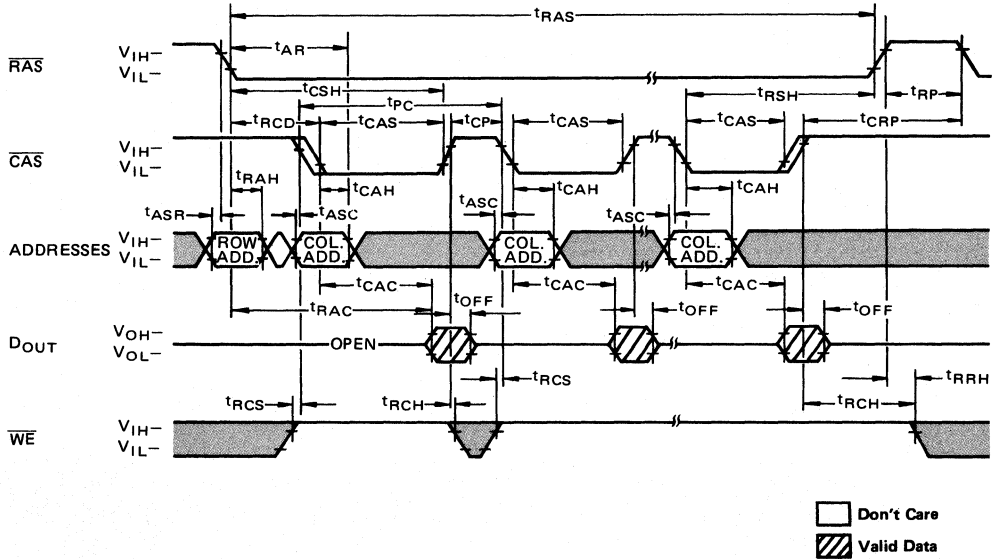 tRAS
tAR
RAS
VIH–
VIL–
tCSH
tPC
tRSH
tRP
tRCD
tCAS
tCP
tCAS
tCAS
tCRP
CAS
VIH–
VIL–
tRAH
tCAH
tCAH
tCAH
tASR
tASC
tASC
tASC
ADDRESSES
VIH–
VIL–
ROW ADD.
COL. ADD.
COL. ADD.
COL. ADD.
tCAC
tCAC
tCAC
tRAC
tOFF
tOFF
tOFF
DOUT
VOH–
VOL–
OPEN
tRCS
tRRH
tRCS
tRCH
tRCH
WE
VIH–
VIL–
Don't Care
Valid Data